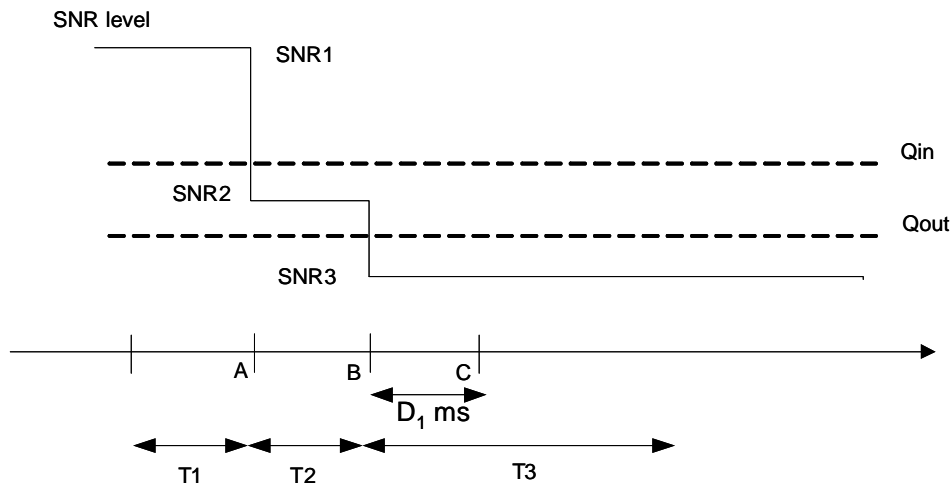 SNR level
SNR1
Qin
SNR2
Qout
SNR3
A B C
D₁ ms
T1 T2 T3